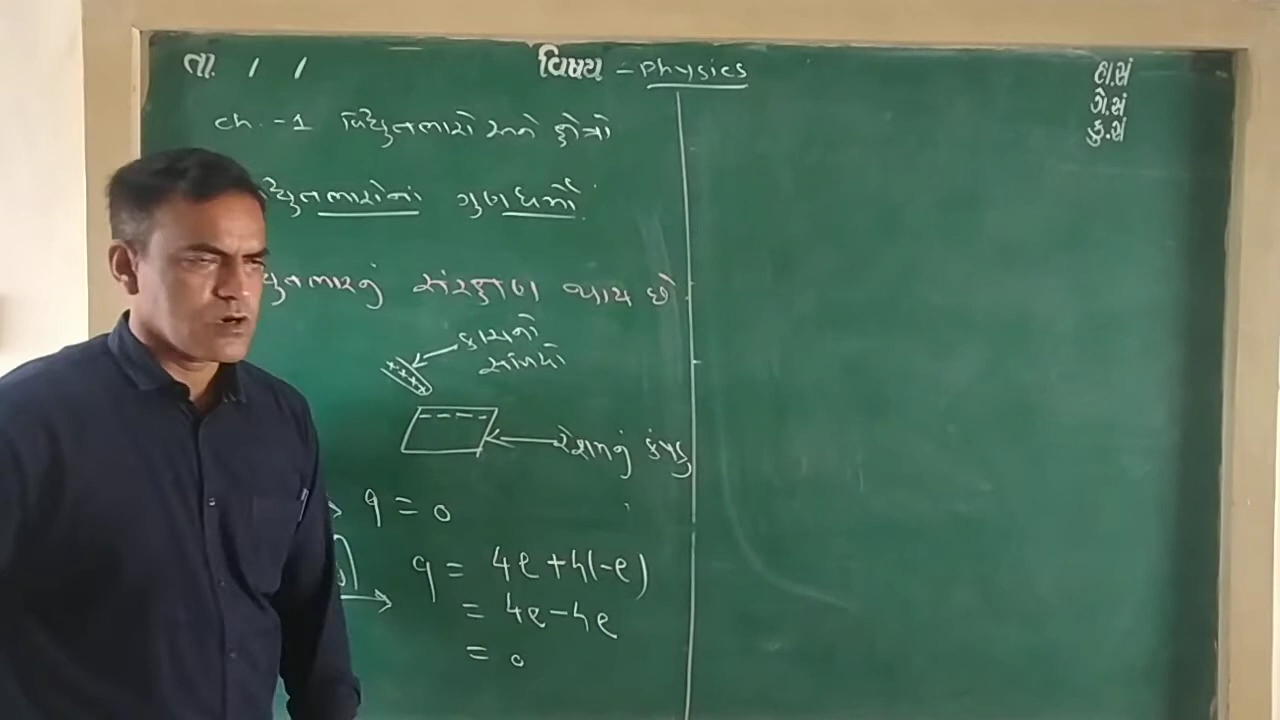 તા. / /
વિષય - Physics
હા.સં
ગે.સં
કુ.સં
ch. -1 વિદ્યુતભારો અને ક્ષેત્રો
દ્યુતભારોનાં ગુણધર્મો
દ્યુતભારનું સંરક્ષણ થાય છે.
કાચનો
સળિયો
રેશમનું કંપડુ
q = 0
q = 4e+4(-e)
= 4e-4e
= 0